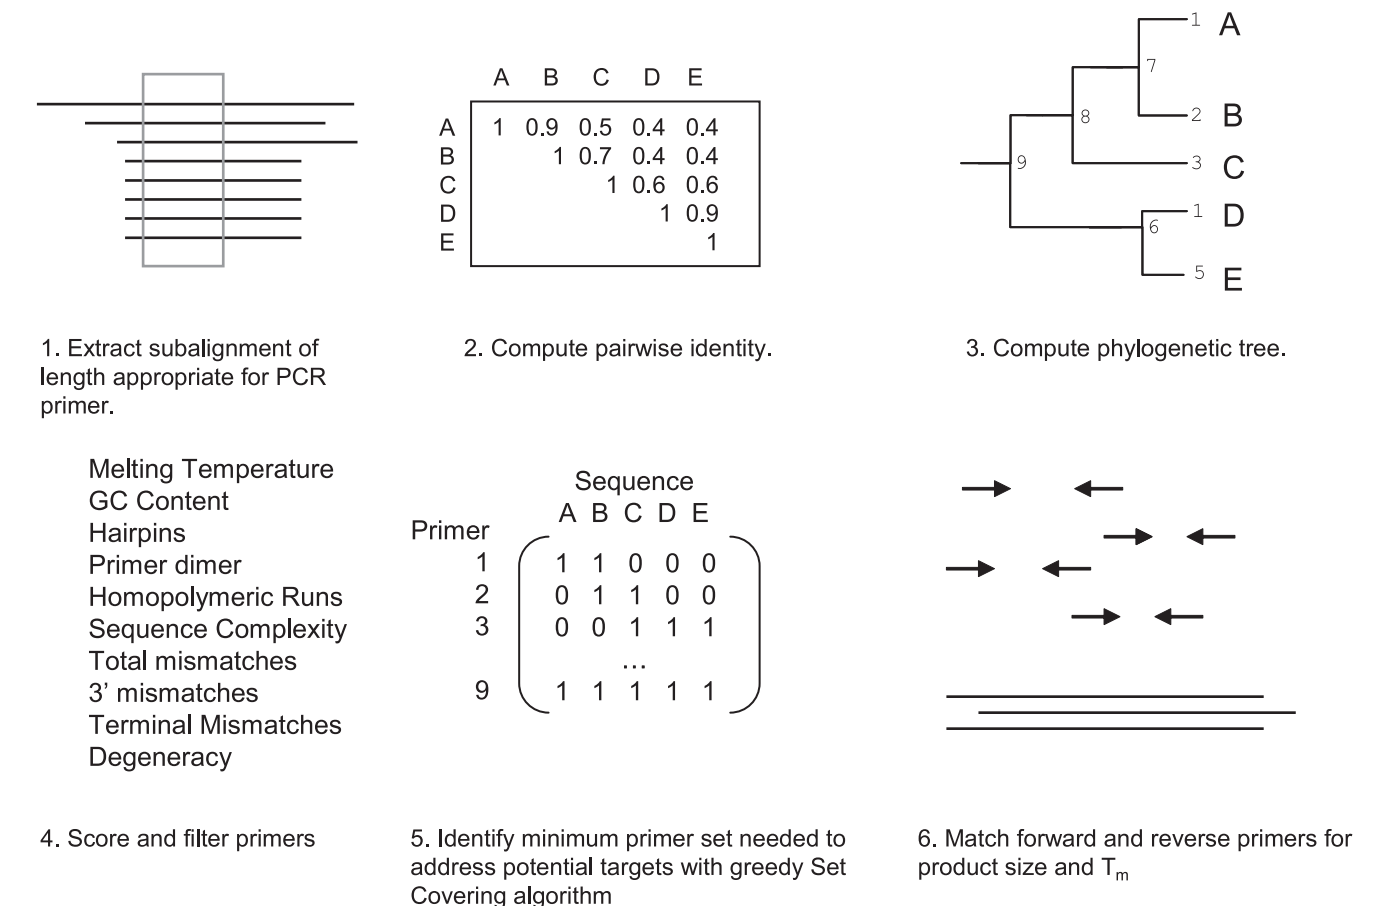 A B C D E
A 1 0.9 0.5 0.4 0.4
B 1 0.7 0.4 0.4
C 1 0.6 0.6
D 1 0.9
E 1
1 A
7
2 B
8
3 C
9
1 D
6
5 E
1. Extract subalignment of
length appropriate for PCR
primer.
2. Compute pairwise identity.
3. Compute phylogenetic tree.
Melting Temperature
GC Content
Hairpins
Primer dimer
Homopolymeric Runs
Sequence Complexity
Total mismatches
3’ mismatches
Terminal Mismatches
Degeneracy
Sequence
A B C D E
Primer
1 1 1 0 0 0
2 0 1 1 0 0
3 0 0 1 1 1
...
9 1 1 1 1 1
4. Score and filter primers
5. Identify minimum primer set needed to
address potential targets with greedy Set
Covering algorithm
6. Match forward and reverse primers for
product size and Tm